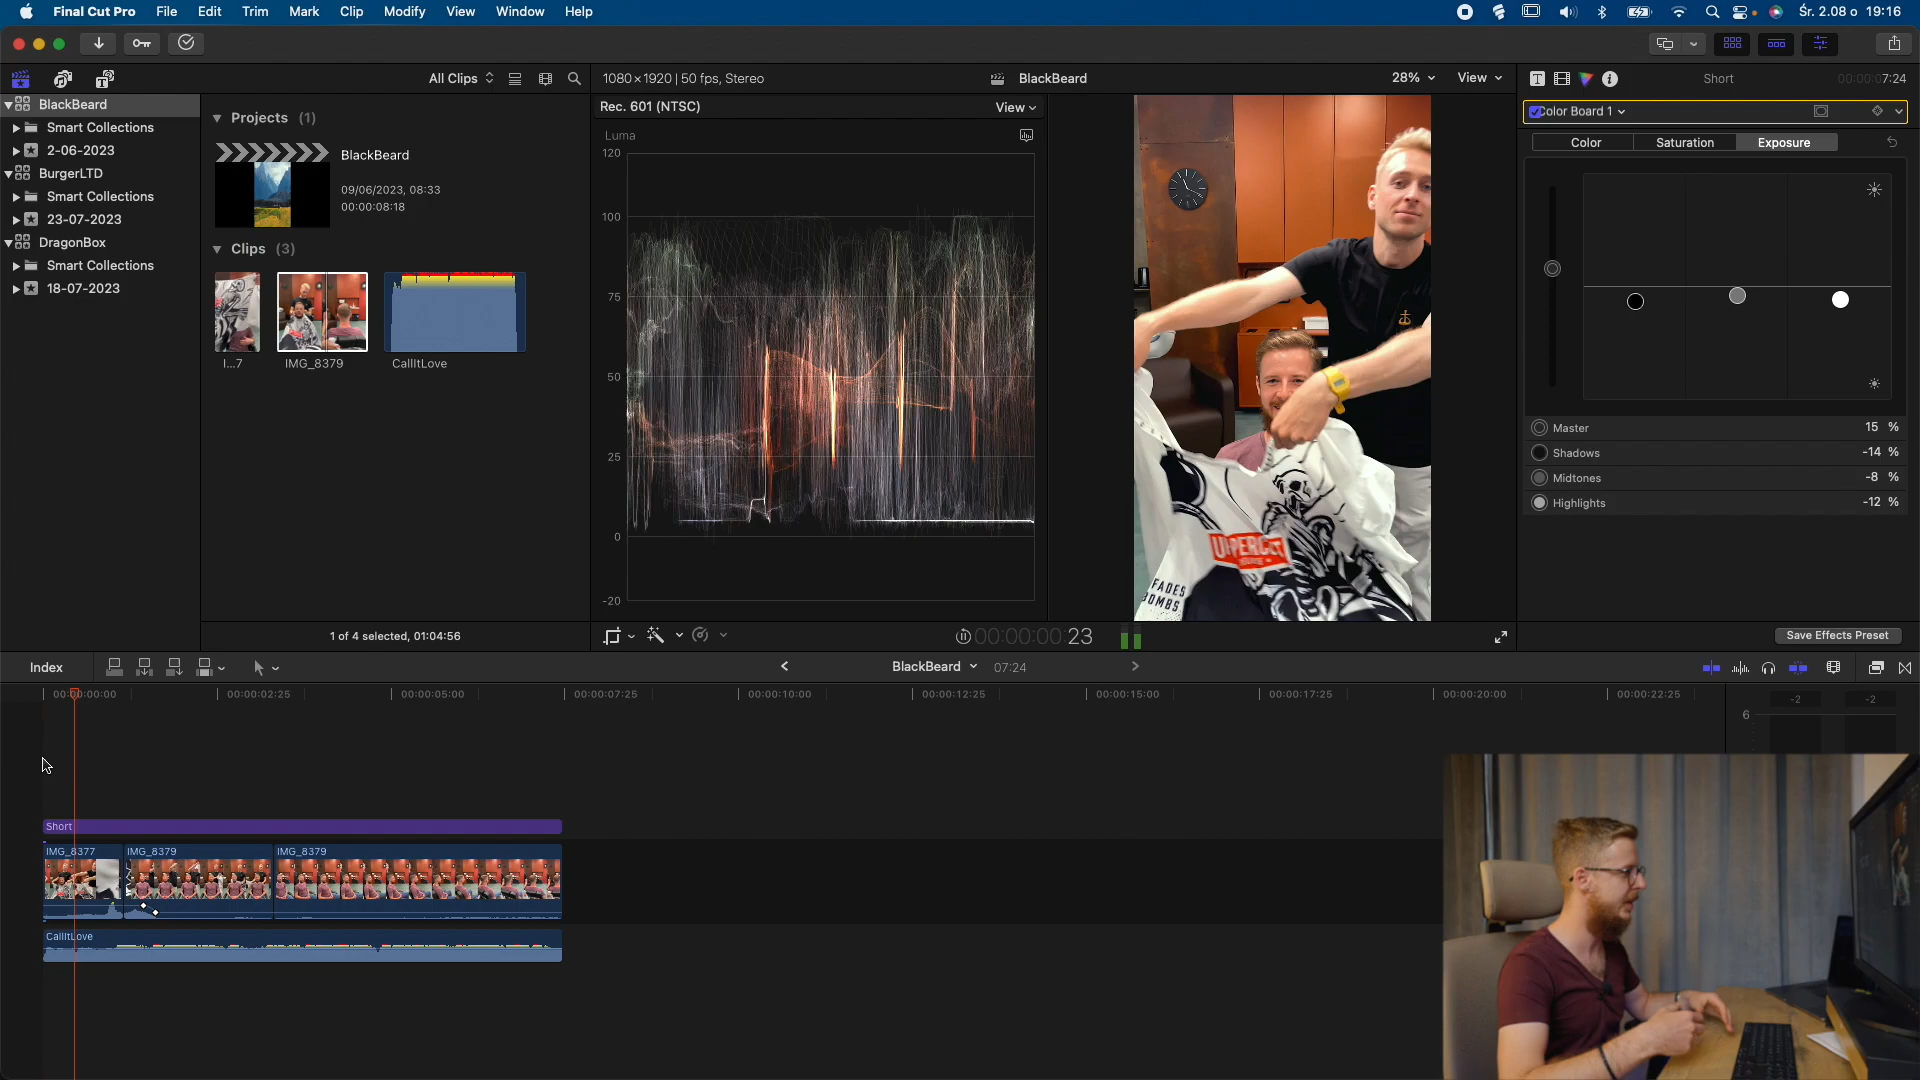 Final Cut Pro File Edit Trim Mark Clip Modify View Window Help Śr. 2.08 o 19:16
All Clips 1080×1920 | 50 fps, Stereo BlackBeard 28% View Short 00:00:07:24
BlackBeard
Smart Collections
2-06-2023
BurgerLTD
Smart Collections
23-07-2023
DragonBox
Smart Collections
18-07-2023
Projects (1)
BlackBeard
09/06/2023, 08:33
00:00:08:18
Clips (3)
I...7 IMG_8379 CallItLove
1 of 4 selected, 01:04:56
Rec. 601 (NTSC) View
Luma
120
100
75
50
25
0
-20
UPPERCUT
FADES
BOMBS
00:00:00:23
Color Board 1
Color Saturation Exposure
Master 15 %
Shadows -14 %
Midtones -8 %
Highlights -12 %
Save Effects Preset
Index BlackBeard 07:24
00:00:00:00 00:00:02:25 00:00:05:00 00:00:07:25 00:00:10:00 00:00:12:25 00:00:15:00 00:00:17:25 00:00:20:00 00:00:22:25
-2 -2
6
Short
IMG_8377 IMG_8379 IMG_8379
CallItLove